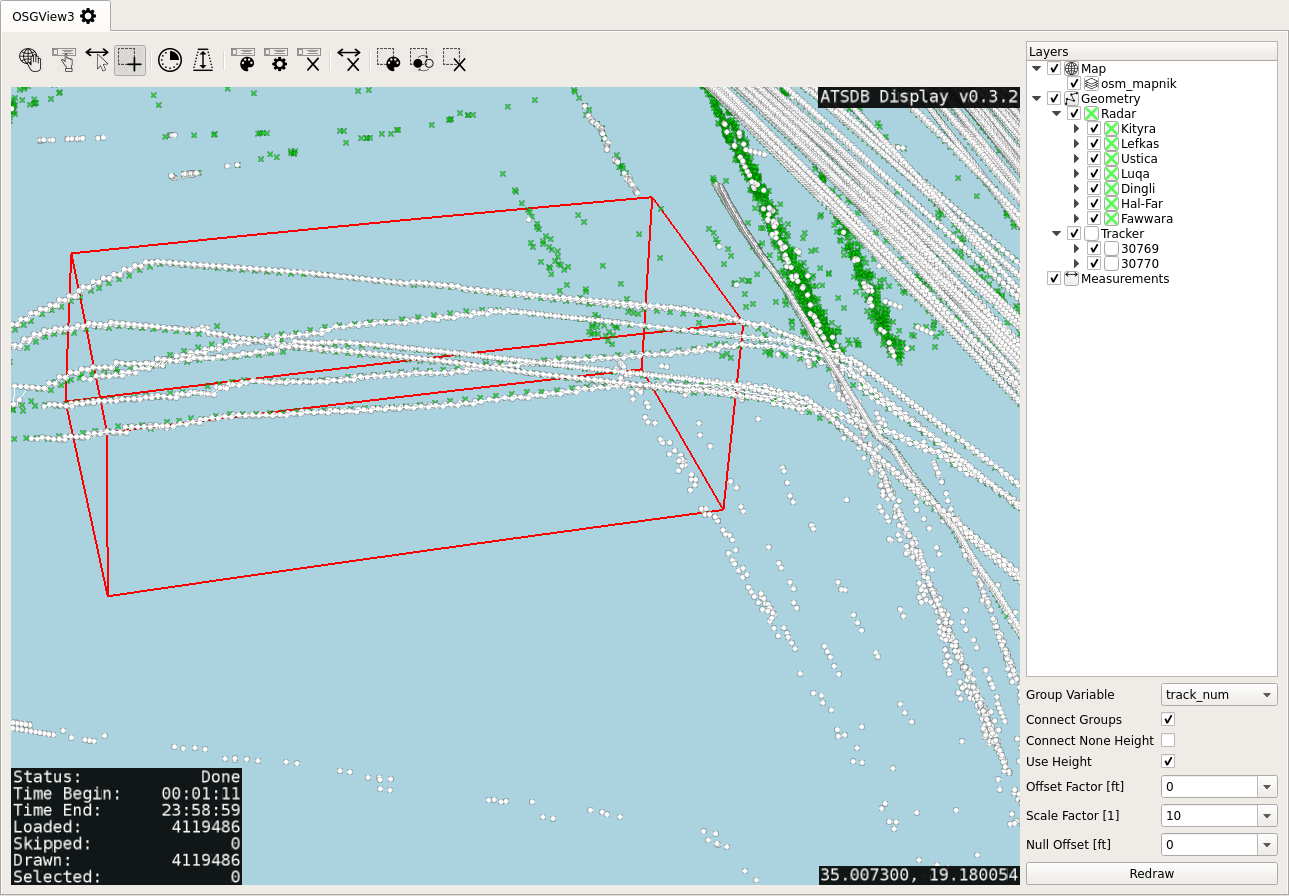 OSGView3
ATSDB Display v0.3.2
Layers
Map
osm_mapnik
Geometry
Radar
Kityra
Lefkas
Ustica
Luqa
Dingli
Hal-Far
Fawwara
Tracker
30769
30770
Measurements
Group Variable track_num
Connect Groups
Connect None Height
Use Height
Offset Factor [ft] 0
Scale Factor [1] 10
Null Offset [ft] 0
Redraw
Status: Done
Time Begin: 00:01:11
Time End: 23:58:59
Loaded: 4119486
Skipped: 0
Drawn: 4119486
Selected: 0
35.007300, 19.180054